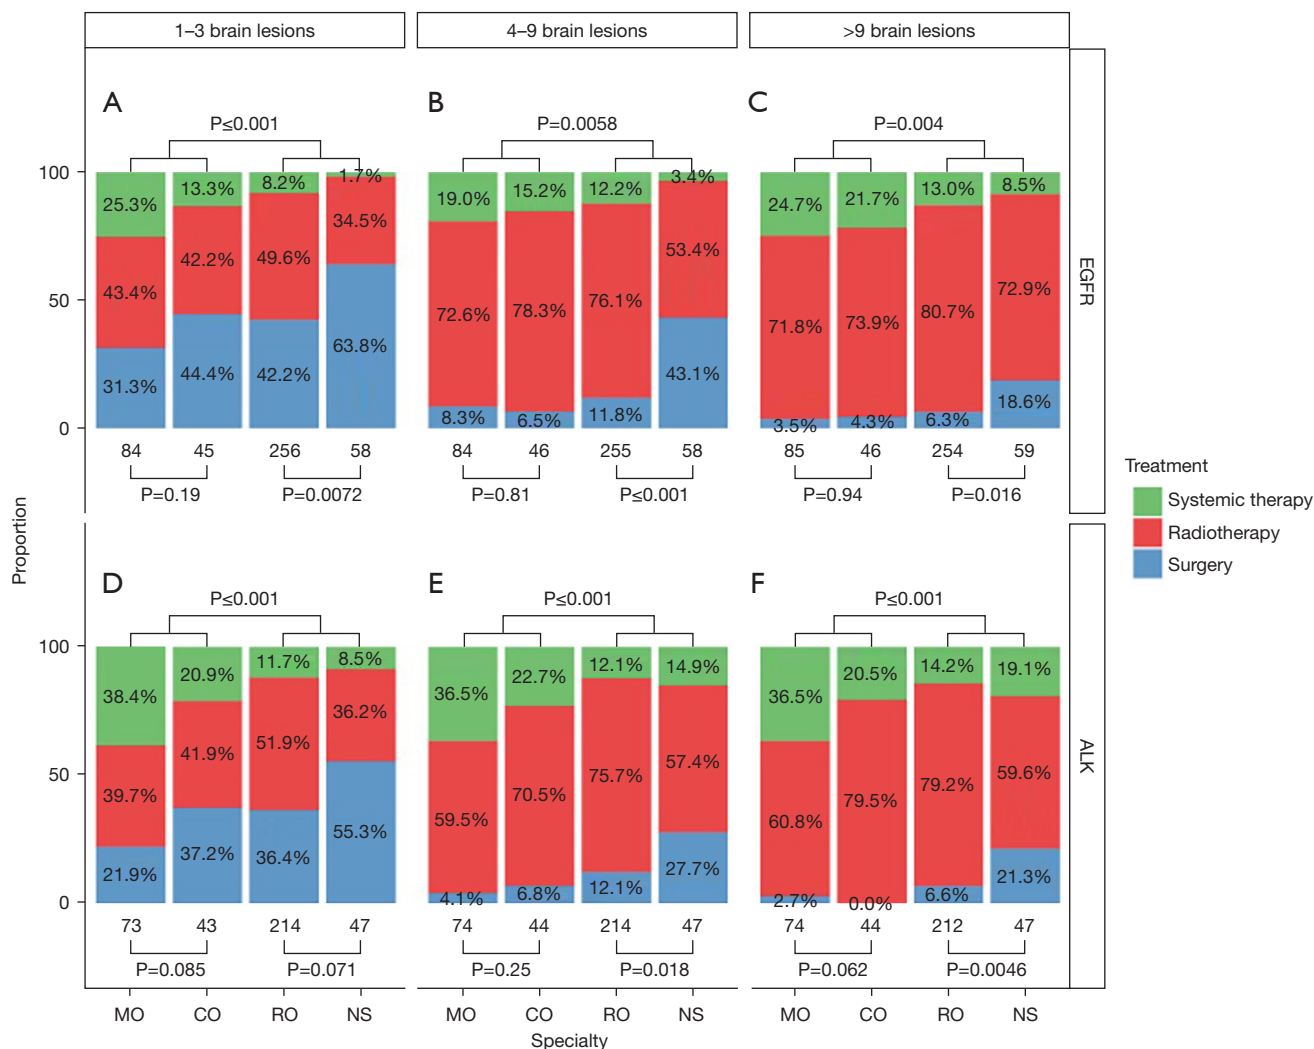 1–3 brain lesions
4–9 brain lesions
>9 brain lesions
A
B
C
P≤0.001
P=0.0058
P=0.004
100
25.3%
13.3%
8.2%
1.7%
19.0%
15.2%
12.2%
3.4%
24.7%
21.7%
13.0%
8.5%
43.4%
42.2%
49.6%
34.5%
72.6%
78.3%
76.1%
53.4%
71.8%
73.9%
80.7%
72.9%
EGFR
50
31.3%
44.4%
42.2%
63.8%
8.3%
6.5%
11.8%
43.1%
3.5%
4.3%
6.3%
18.6%
0
84 45 256 58
84 46 255 58
85 46 254 59
P=0.19
P=0.0072
P=0.81
P≤0.001
P=0.94
P=0.016
Treatment
Systemic therapy
Radiotherapy
Surgery
Proportion
D
E
F
P≤0.001
P≤0.001
P≤0.001
100
38.4%
20.9%
11.7%
8.5%
36.5%
22.7%
12.1%
14.9%
36.5%
20.5%
14.2%
19.1%
39.7%
41.9%
51.9%
36.2%
59.5%
70.5%
75.7%
57.4%
60.8%
79.5%
79.2%
59.6%
ALK
50
21.9%
37.2%
36.4%
55.3%
4.1%
6.8%
12.1%
27.7%
2.7%
0.0%
6.6%
21.3%
0
73 43 214 47
74 44 214 47
74 44 212 47
P=0.085
P=0.071
P=0.25
P=0.018
P=0.062
P=0.0046
MO CO RO NS
MO CO RO NS
MO CO RO NS
Specialty